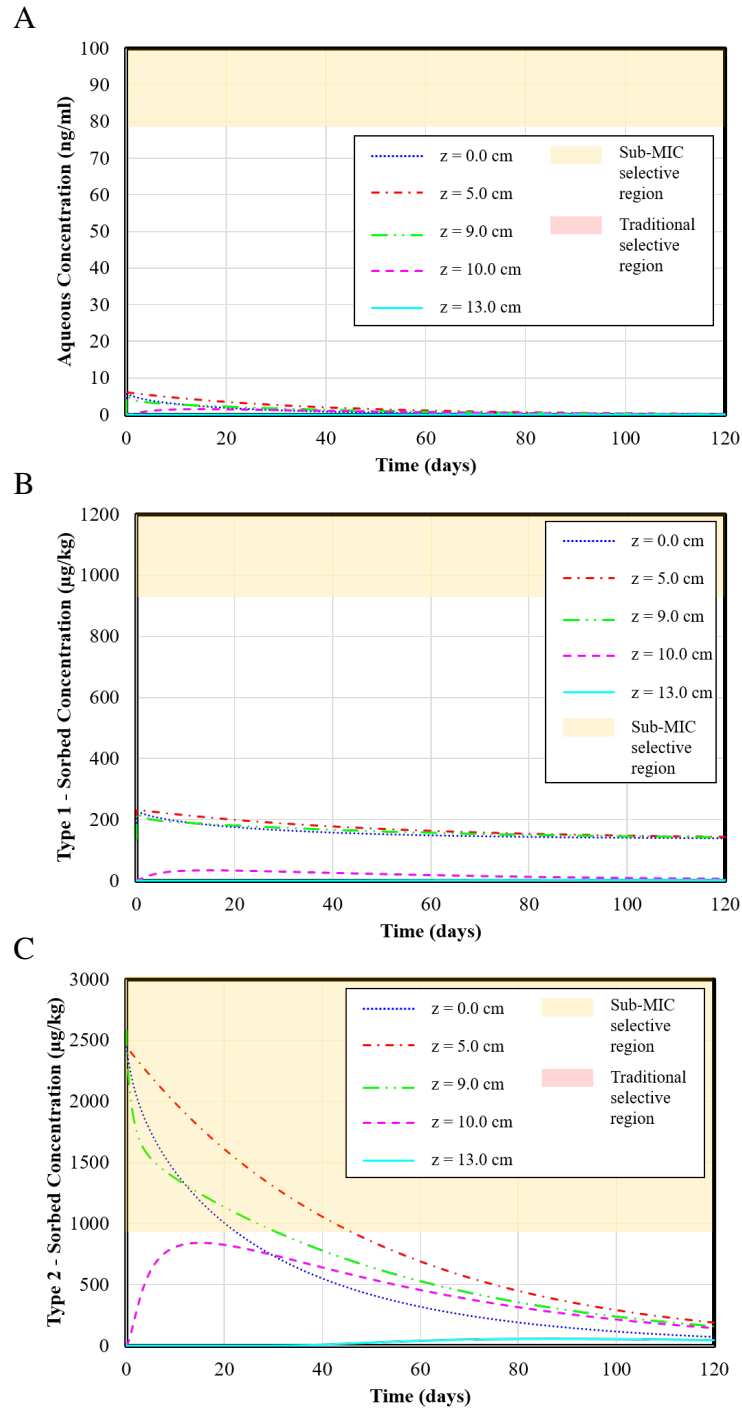 A
100
90
80
70
60
50
40
30
20
10
0
Aqueous Concentration (ng/ml)
z = 0.0 cm
z = 5.0 cm
z = 9.0 cm
z = 10.0 cm
z = 13.0 cm
Sub-MIC
selective
region
Traditional
selective
region
0 20 40 60 80 100 120
Time (days)
B
1200
1000
800
600
400
200
0
Type 1 - Sorbed Concentration (µg/kg)
z = 0.0 cm
z = 5.0 cm
z = 9.0 cm
z = 10.0 cm
z = 13.0 cm
Sub-MIC
selective
region
0 20 40 60 80 100 120
Time (days)
C
3000
2500
2000
1500
1000
500
0
Type 2 - Sorbed Concentration (µg/kg)
z = 0.0 cm
z = 5.0 cm
z = 9.0 cm
z = 10.0 cm
z = 13.0 cm
Sub-MIC
selective
region
Traditional
selective
region
0 20 40 60 80 100 120
Time (days)